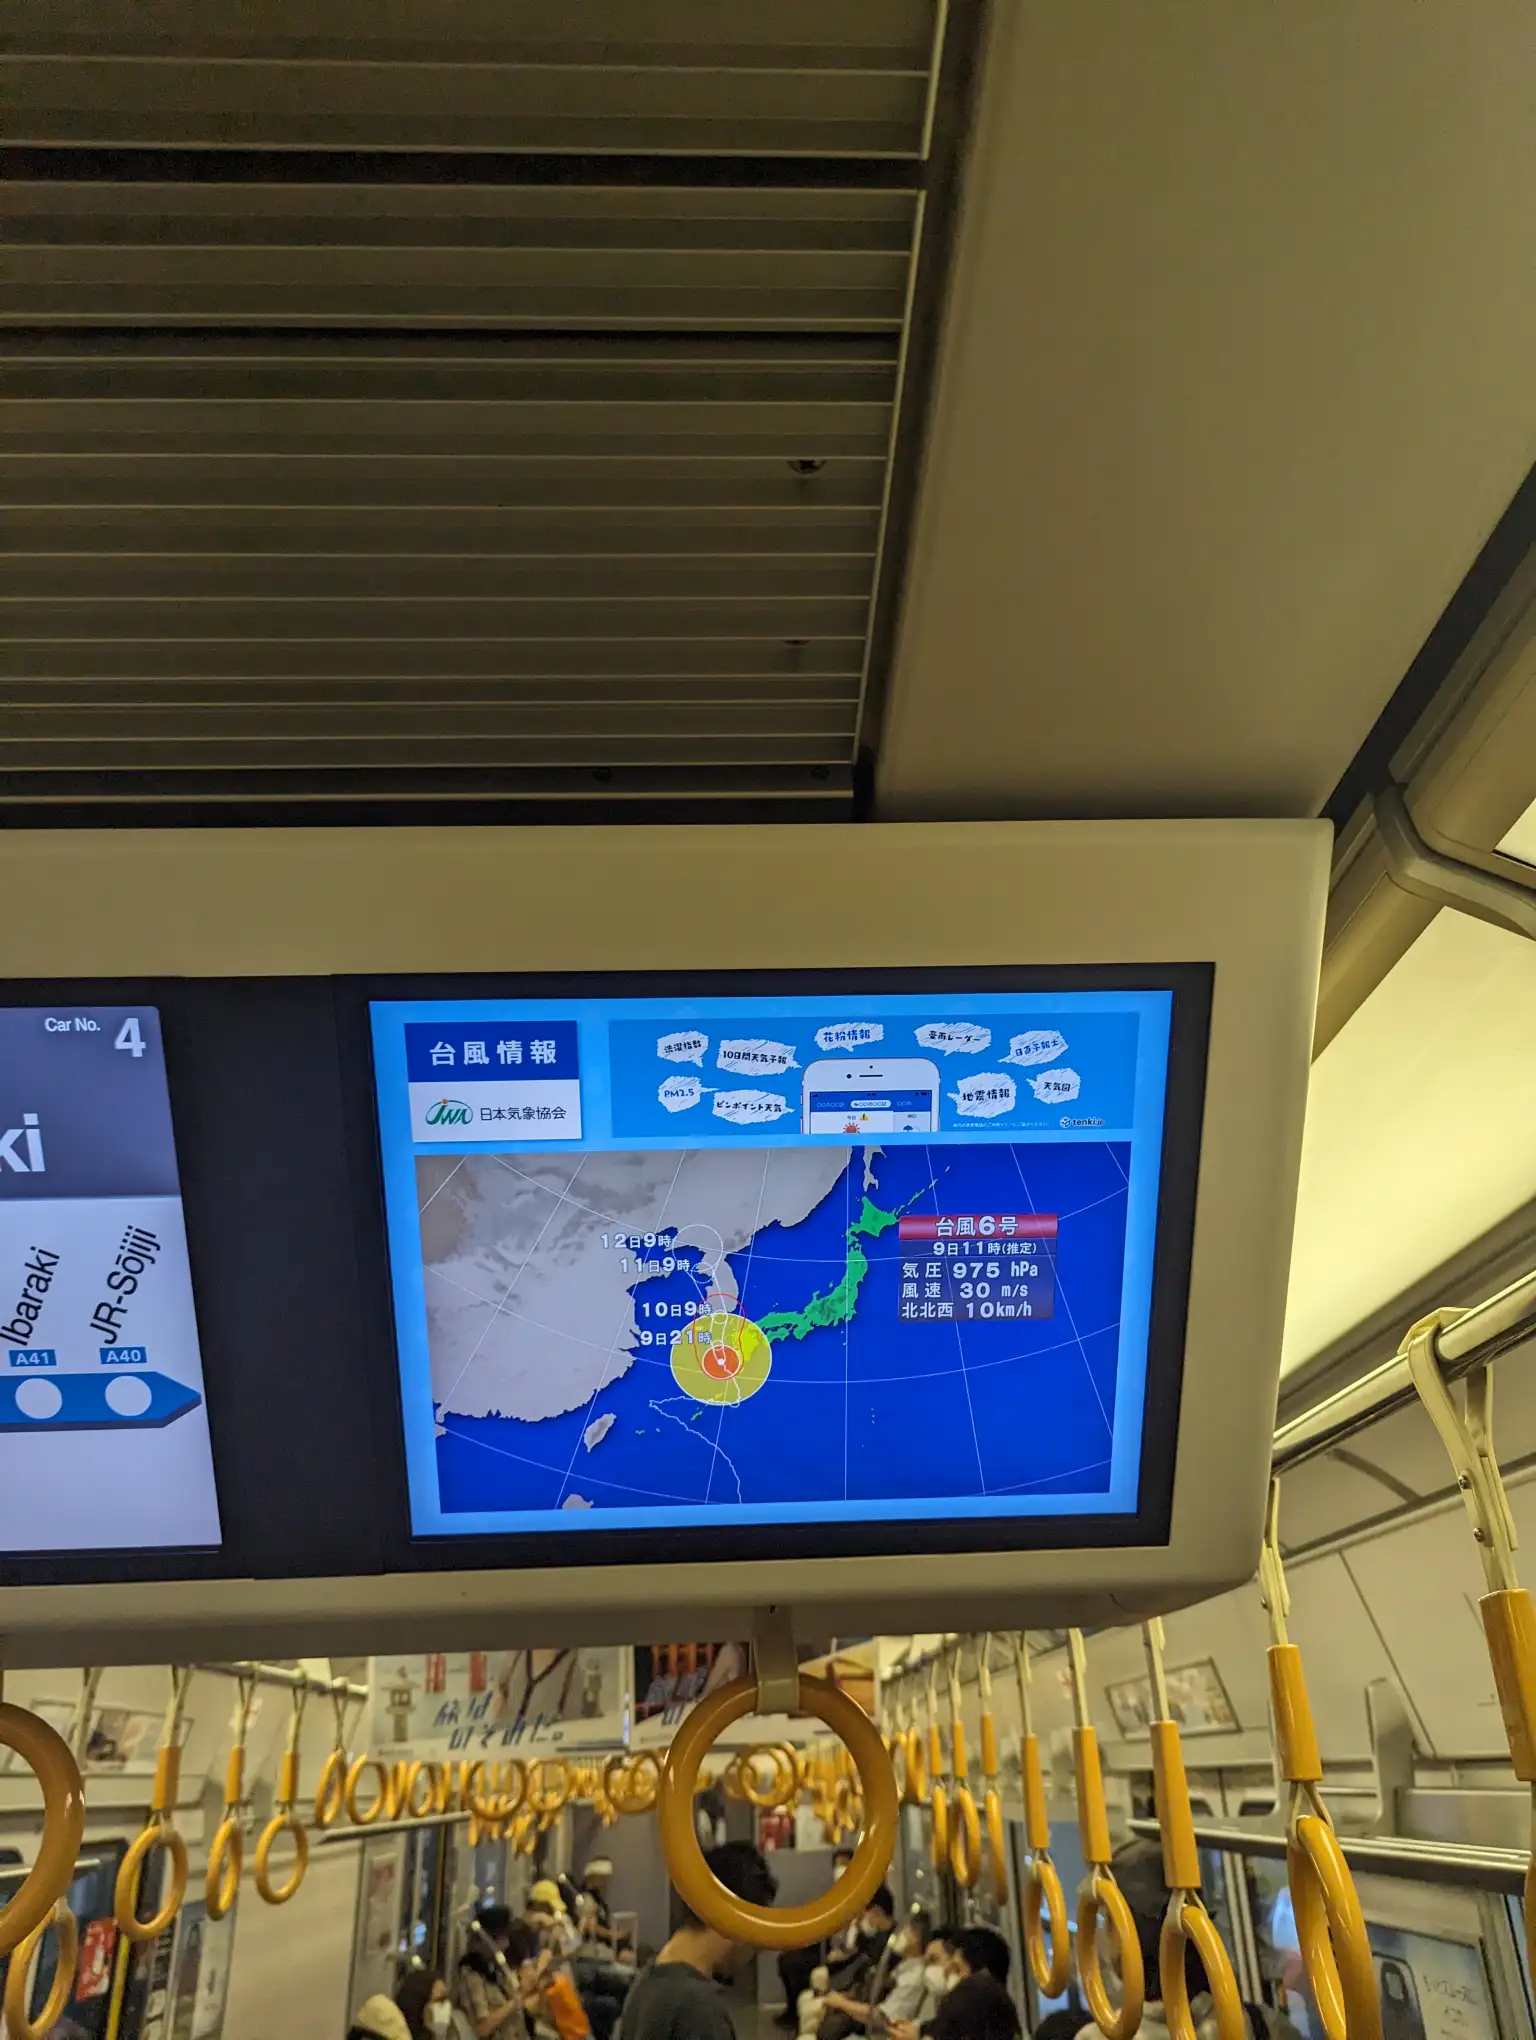 Car No. 4
ki
Ibaraki
JR-Sōjiji
A41
A40
台風情報
JWA 日本気象協会
洗濯指数
10日間天気予報
花粉情報
豪雨レーダー
日直予報士
PM2.5
ピンポイント天気
地震情報
天気図
tenki.jp
台風6号
9日11時(推定)
気圧 975 hPa
風速 30 m/s
北北西 10km/h
12日9時
11日9時
10日9時
9日21時
旅は